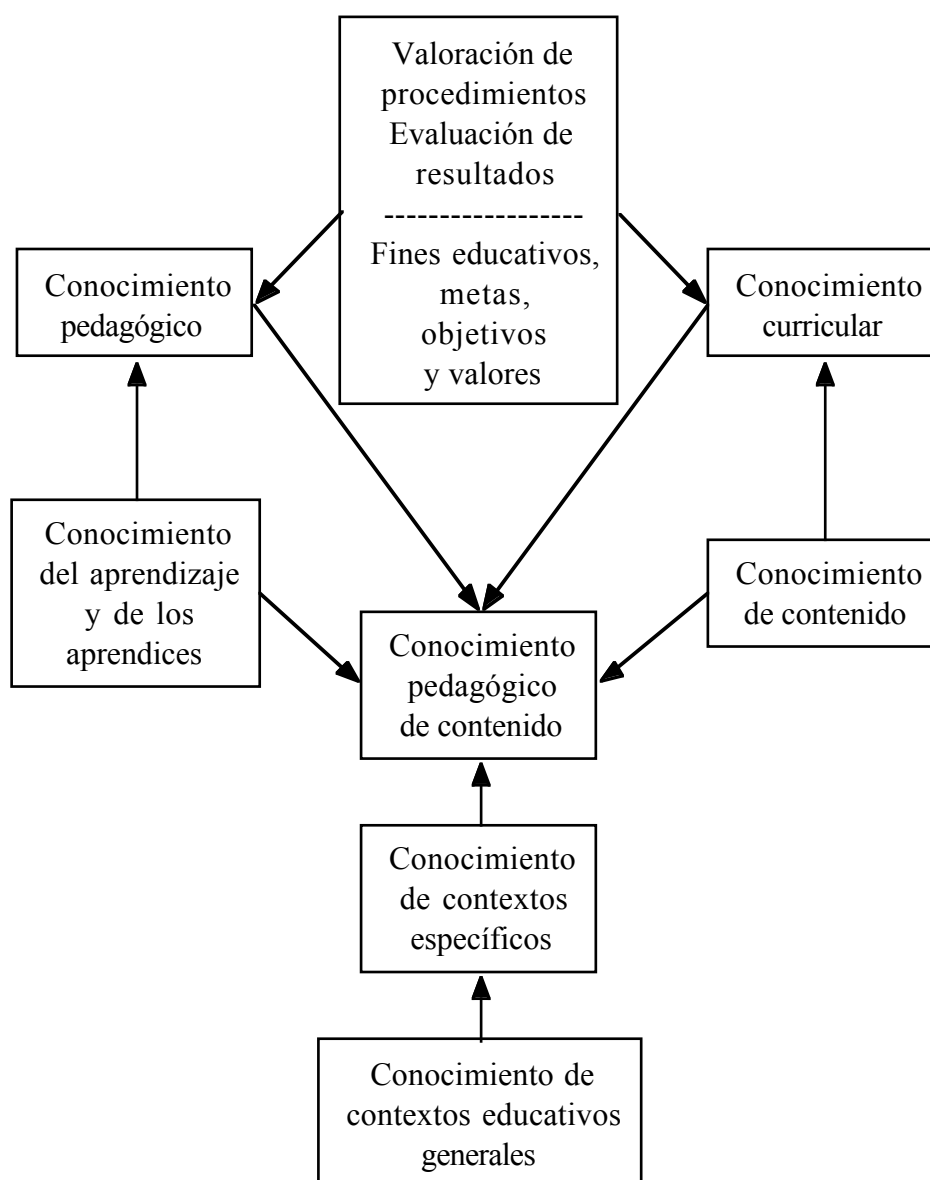 Valoración de
procedimientos
Evaluación de
resultados
------------------
Fines educativos,
metas,
objetivos
y valores
Conocimiento
pedagógico
Conocimiento
curricular
Conocimiento
del aprendizaje
y de los
aprendices
Conocimiento
de contenido
Conocimiento
pedagógico
de contenido
Conocimiento
de contextos
específicos
Conocimiento de
contextos educativos
generales